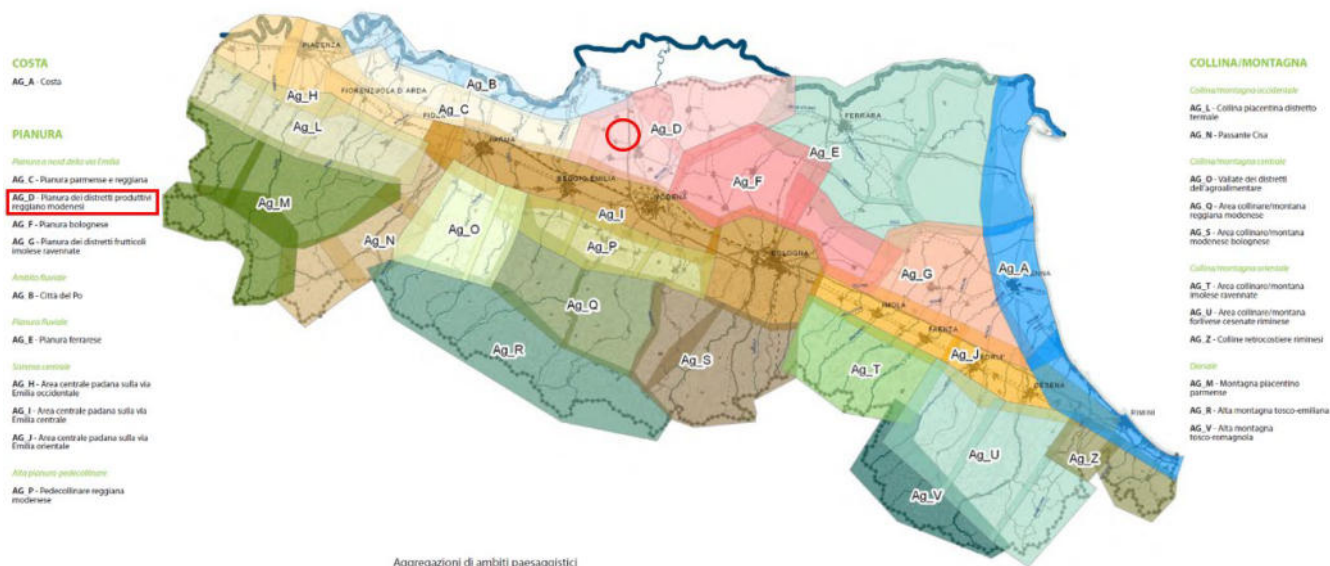 COSTA
AG_A - Costa
PIANURA
Pianura a nord della via Emilia
AG_C - Pianura parmense e reggiana
AG_D - Pianura dei distretti produttivi
reggiano modenesi
AG_F - Pianura bolognese
AG_G - Pianura dei distretti frutticoli
imolese ravennate
Ambito fluviale
AG_B - Città del Po
Pianura fluviale
AG_E - Pianura ferrarese
Sistema centrale
AG_H - Area centrale padana sulla via
Emilia occidentale
AG_I - Area centrale padana sulla via
Emilia centrale
AG_J - Area centrale padana sulla via
Emilia orientale
Alta pianura pedecollinare
AG_P - Pedecollinare reggiana
modenese
PIACENZA
Ag_B
FIORENZUOLA D'ARDA
Ag_H
Ag_C
Ag_L
PARMA
Ag_D
FERRARA
Ag_E
REGGIO EMILIA
Ag_F
MODENA
Ag_M
Ag_I
Ag_O
Ag_N
Ag_P
BOLOGNA
Ag_G
Ag_A
Ag_Q
IMOLA
FAENZA
Ag_R
Ag_S
Ag_T
Ag_J
CESENA
RIMINI
Ag_U
Ag_Z
Ag_V
COLLINA/MONTAGNA
Collina/montagna occidentale
AG_L - Collina piacentina distretto
termale
AG_N - Passante Cisa
Collina/montagna centrale
AG_O - Vallate dei distretti
dell'agroalimentare
AG_Q - Area collinare/montana
reggiana modenese
AG_S - Area collinare/montana
modenese bolognese
Collina/montagna orientale
AG_T - Area collinare/montana
imolese ravennate
AG_U - Area collinare/montana
forlivese cesenate riminese
AG_Z - Colline retrocostiere riminesi
Dorsale
AG_M - Montagna piacentino
parmense
AG_R - Alta montagna tosco-emiliana
AG_V - Alta montagna
tosco-romagnola
Aggregazioni di ambiti paesaggistici